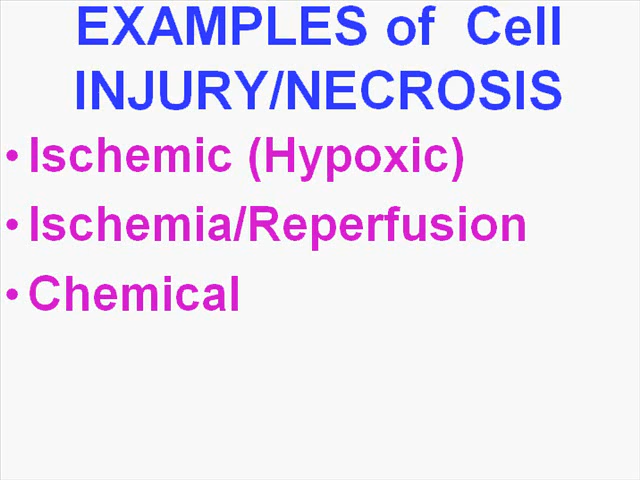 EXAMPLES of  Cell
INJURY/NECROSIS
• Ischemic (Hypoxic)
• Ischemia/Reperfusion
• Chemical